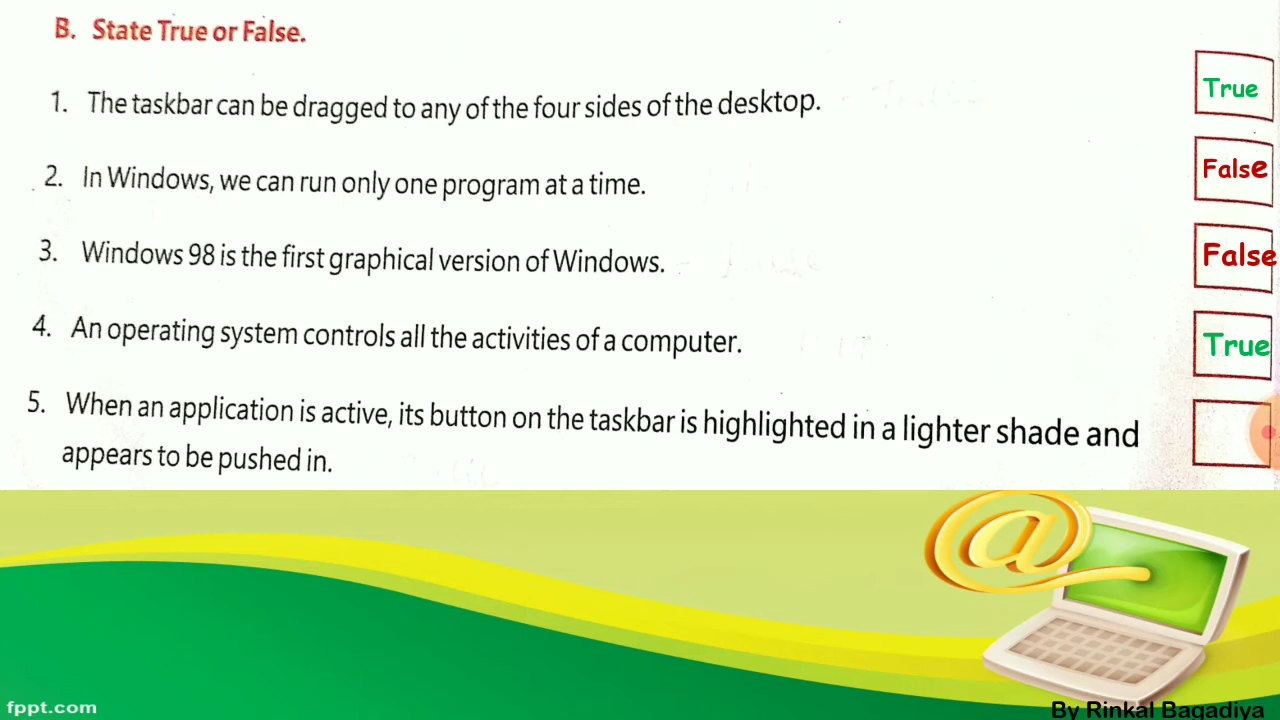 B. State True or False.
1. The taskbar can be dragged to any of the four sides of the desktop.
True
2. In Windows, we can run only one program at a time.
False
3. Windows 98 is the first graphical version of Windows.
False
4. An operating system controls all the activities of a computer.
True
5. When an application is active, its button on the taskbar is highlighted in a lighter shade and
appears to be pushed in.
@
fppt.com
By Rinkal Bagadiya